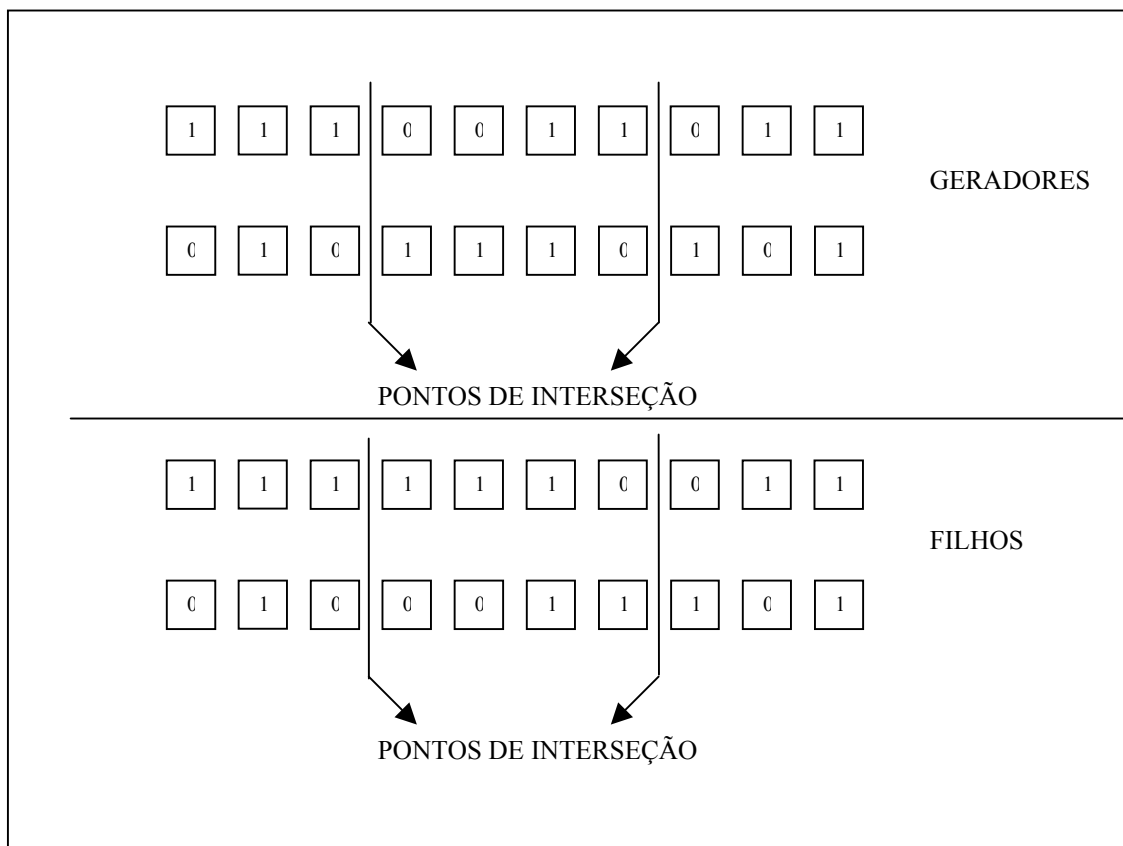 1 1 1 0 0 1 1 0 1 1
GERADORES
0 1 0 1 1 1 0 1 0 1
PONTOS DE INTERSEÇÃO
1 1 1 1 1 1 0 0 1 1
FILHOS
0 1 0 0 0 1 1 1 0 1
PONTOS DE INTERSEÇÃO